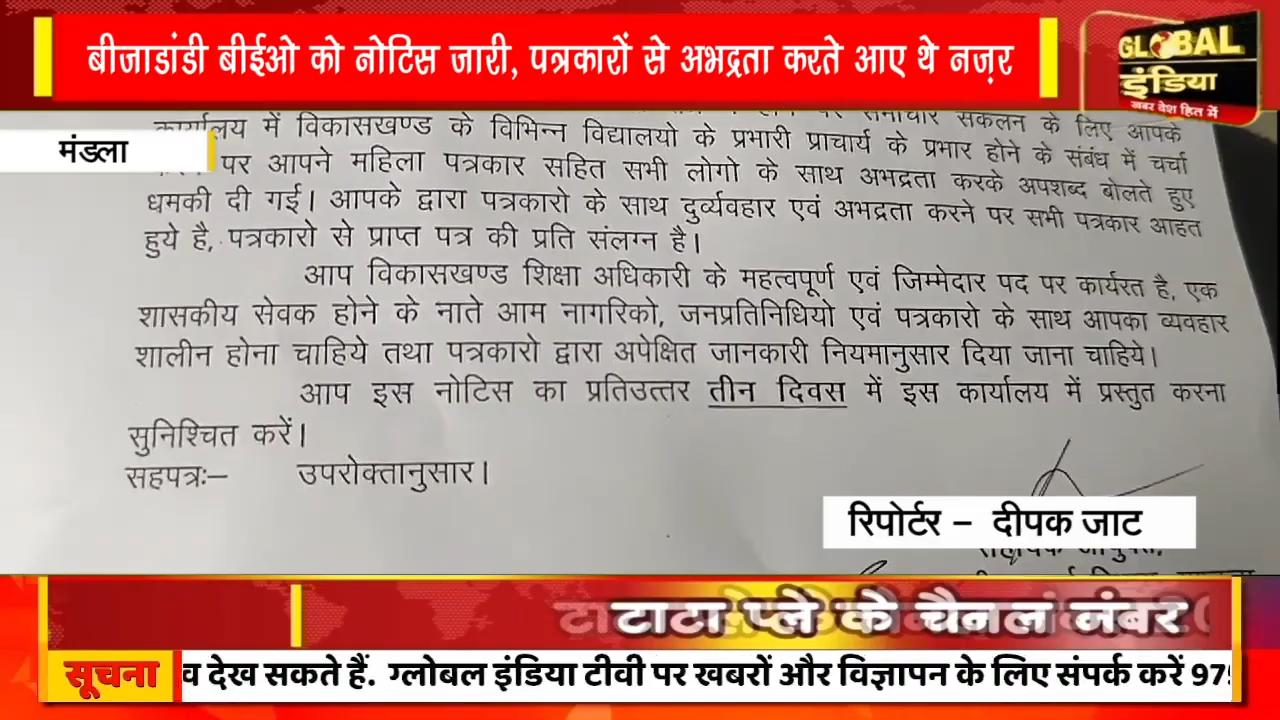 बीजाडांडी बीईओ को नोटिस जारी, पत्रकारों से अभद्रता करते आए थे नज़र
GLOBAL
इंडिया
खबर देश हित में
मंडला
समाचार संकलन के लिए आपके
कार्यालय में विकासखण्ड के विभिन्न विद्यालयो के प्रभारी प्राचार्य के प्रभार होने के संबंध में चर्चा
पर आपने महिला पत्रकार सहित सभी लोगो के साथ अभद्रता करके अपशब्द बोलते हुए
धमकी दी गई। आपके द्वारा पत्रकारो के साथ दुर्व्यवहार एवं अभद्रता करने पर सभी पत्रकार आहत
हुये है, पत्रकारो से प्राप्त पत्र की प्रति संलग्न है।
आप विकासखण्ड शिक्षा अधिकारी के महत्वपूर्ण एवं जिम्मेदार पद पर कार्यरत है, एक
शासकीय सेवक होने के नाते आम नागरिको, जनप्रतिनिधियो एवं पत्रकारो के साथ आपका व्यवहार
शालीन होना चाहिये तथा पत्रकारो द्वारा अपेक्षित जानकारी नियमानुसार दिया जाना चाहिये।
आप इस नोटिस का प्रतिउत्तर तीन दिवस में इस कार्यालय में प्रस्तुत करना
सुनिश्चित करें।
सहपत्रः– उपरोक्तानुसार।
रिपोर्टर – दीपक जाट
टाटा प्ले के चैनल नंबर
सूचना
व देख सकते हैं. ग्लोबल इंडिया टीवी पर खबरों और विज्ञापन के लिए संपर्क करें